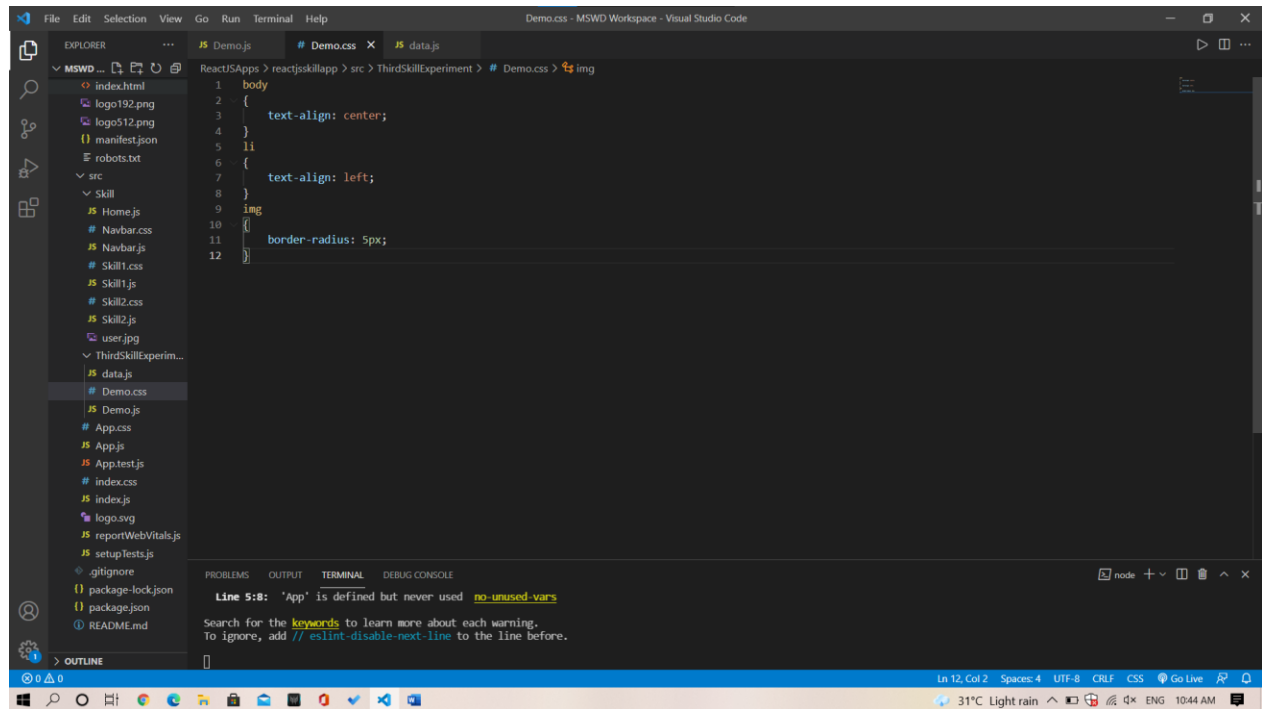 File Edit Selection View Go Run Terminal Help Demo.css - MSWD Workspace - Visual Studio Code
EXPLORER ···
MSWD ...
index.html
logo192.png
logo512.png
manifest.json
robots.txt
src
Skill
Home.js
Navbar.css
Navbar.js
Skill1.css
Skill1.js
Skill2.css
Skill2.js
user.jpg
ThirdSkillExperim...
data.js
Demo.css
Demo.js
App.css
App.js
App.test.js
index.css
index.js
logo.svg
reportWebVitals.js
setupTests.js
.gitignore
package-lock.json
package.json
README.md
OUTLINE
JS Demo.js # Demo.css × JS data.js
ReactJSApps > reactjsskillapp > src > ThirdSkillExperiment > # Demo.css > img
1 body
2 {
3 text-align: center;
4 }
5 li
6 {
7 text-align: left;
8 }
9 img
10 {
11 border-radius: 5px;
12 }
PROBLEMS OUTPUT TERMINAL DEBUG CONSOLE node
Line 5:8: 'App' is defined but never used no-unused-vars
Search for the keywords to learn more about each warning.
To ignore, add // eslint-disable-next-line to the line before.
0 0 Ln 12, Col 2 Spaces: 4 UTF-8 CRLF CSS Go Live
31°C Light rain ENG 10:44 AM